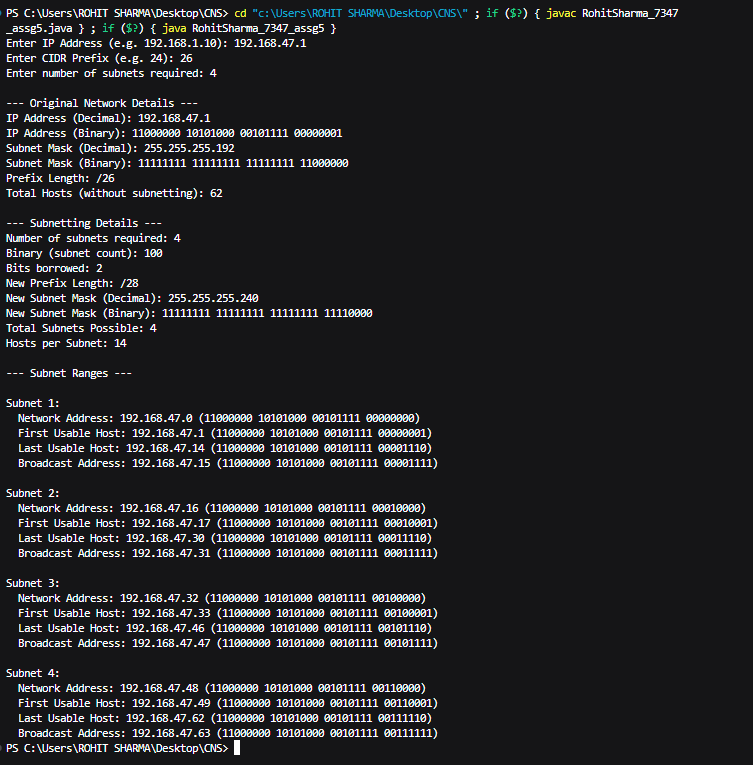 PS C:\Users\ROHIT SHARMA\Desktop\CNS> cd "c:\Users\ROHIT SHARMA\Desktop\CNS\" ; if ($?) { javac RohitSharma_7347
_assg5.java } ; if ($?) { java RohitSharma_7347_assg5 }
Enter IP Address (e.g. 192.168.1.10): 192.168.47.1
Enter CIDR Prefix (e.g. 24): 26
Enter number of subnets required: 4

--- Original Network Details ---
IP Address (Decimal): 192.168.47.1
IP Address (Binary): 11000000 10101000 00101111 00000001
Subnet Mask (Decimal): 255.255.255.192
Subnet Mask (Binary): 11111111 11111111 11111111 11000000
Prefix Length: /26
Total Hosts (without subnetting): 62

--- Subnetting Details ---
Number of subnets required: 4
Binary (subnet count): 100
Bits borrowed: 2
New Prefix Length: /28
New Subnet Mask (Decimal): 255.255.255.240
New Subnet Mask (Binary): 11111111 11111111 11111111 11110000
Total Subnets Possible: 4
Hosts per Subnet: 14

--- Subnet Ranges ---

Subnet 1:
  Network Address: 192.168.47.0 (11000000 10101000 00101111 00000000)
  First Usable Host: 192.168.47.1 (11000000 10101000 00101111 00000001)
  Last Usable Host: 192.168.47.14 (11000000 10101000 00101111 00001110)
  Broadcast Address: 192.168.47.15 (11000000 10101000 00101111 00001111)

Subnet 2:
  Network Address: 192.168.47.16 (11000000 10101000 00101111 00010000)
  First Usable Host: 192.168.47.17 (11000000 10101000 00101111 00010001)
  Last Usable Host: 192.168.47.30 (11000000 10101000 00101111 00011110)
  Broadcast Address: 192.168.47.31 (11000000 10101000 00101111 00011111)

Subnet 3:
  Network Address: 192.168.47.32 (11000000 10101000 00101111 00100000)
  First Usable Host: 192.168.47.33 (11000000 10101000 00101111 00100001)
  Last Usable Host: 192.168.47.46 (11000000 10101000 00101111 00101110)
  Broadcast Address: 192.168.47.47 (11000000 10101000 00101111 00101111)

Subnet 4:
  Network Address: 192.168.47.48 (11000000 10101000 00101111 00110000)
  First Usable Host: 192.168.47.49 (11000000 10101000 00101111 00110001)
  Last Usable Host: 192.168.47.62 (11000000 10101000 00101111 00111110)
  Broadcast Address: 192.168.47.63 (11000000 10101000 00101111 00111111)
PS C:\Users\ROHIT SHARMA\Desktop\CNS>